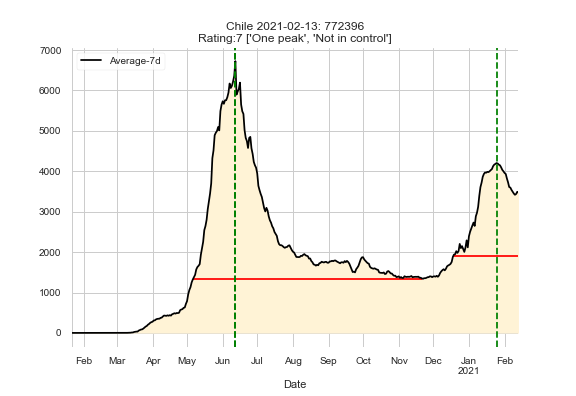 Chile 2021-02-13: 772396
Rating:7 ['One peak', 'Not in control']
Average-7d
7000
6000
5000
4000
3000
2000
1000
0
Feb Mar Apr May Jun Jul Aug Sep Oct Nov Dec Jan Feb
2021
Date